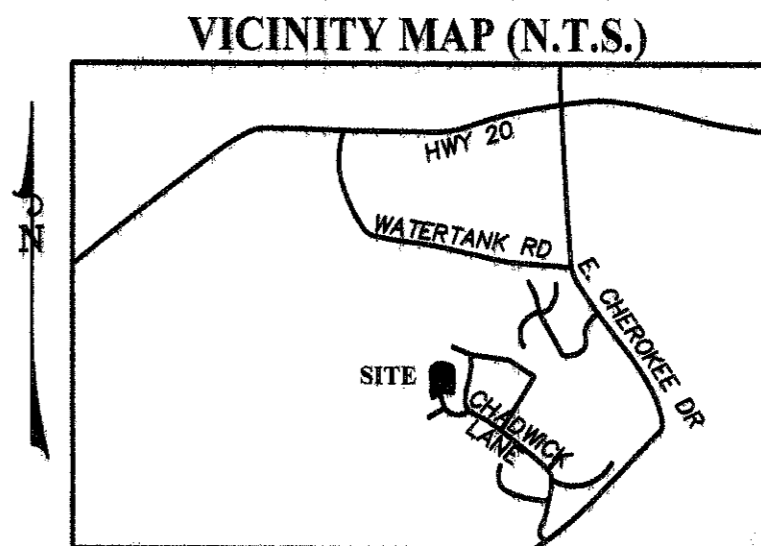 VICINITY MAP (N.T.S.)
N
HWY 20
WATERTANK RD
E. CHEROKEE DR
SITE
CHADWICK
LANE